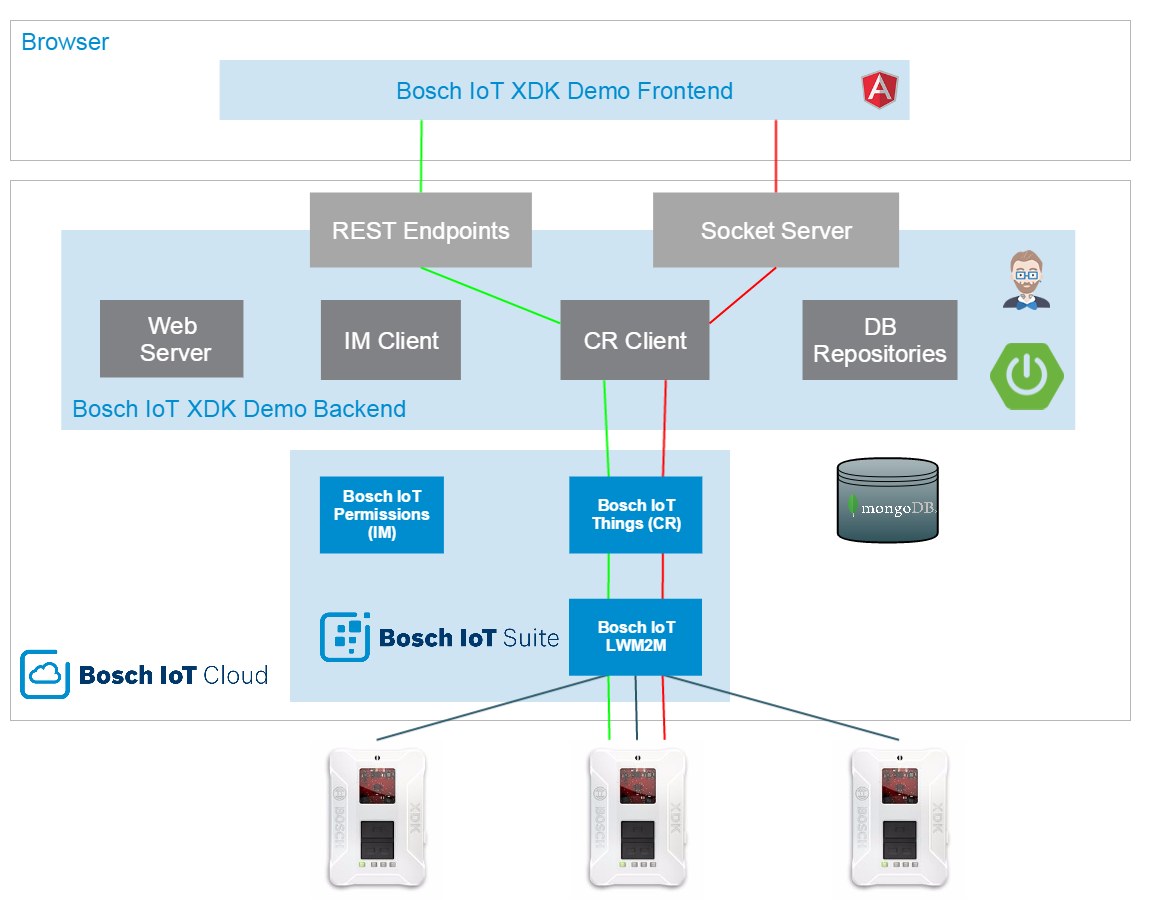 Browser
Bosch IoT XDK Demo Frontend
A
REST Endpoints
Socket Server
Web
Server
IM Client
CR Client
DB
Repositories
Bosch IoT XDK Demo Backend
Bosch IoT
Permissions
(IM)
Bosch IoT
Things (CR)
mongoDB.
Bosch IoT Suite
Bosch IoT
LWM2M
Bosch IoT Cloud
BOSCH
XDK
BOSCH
XDK
BOSCH
XDK